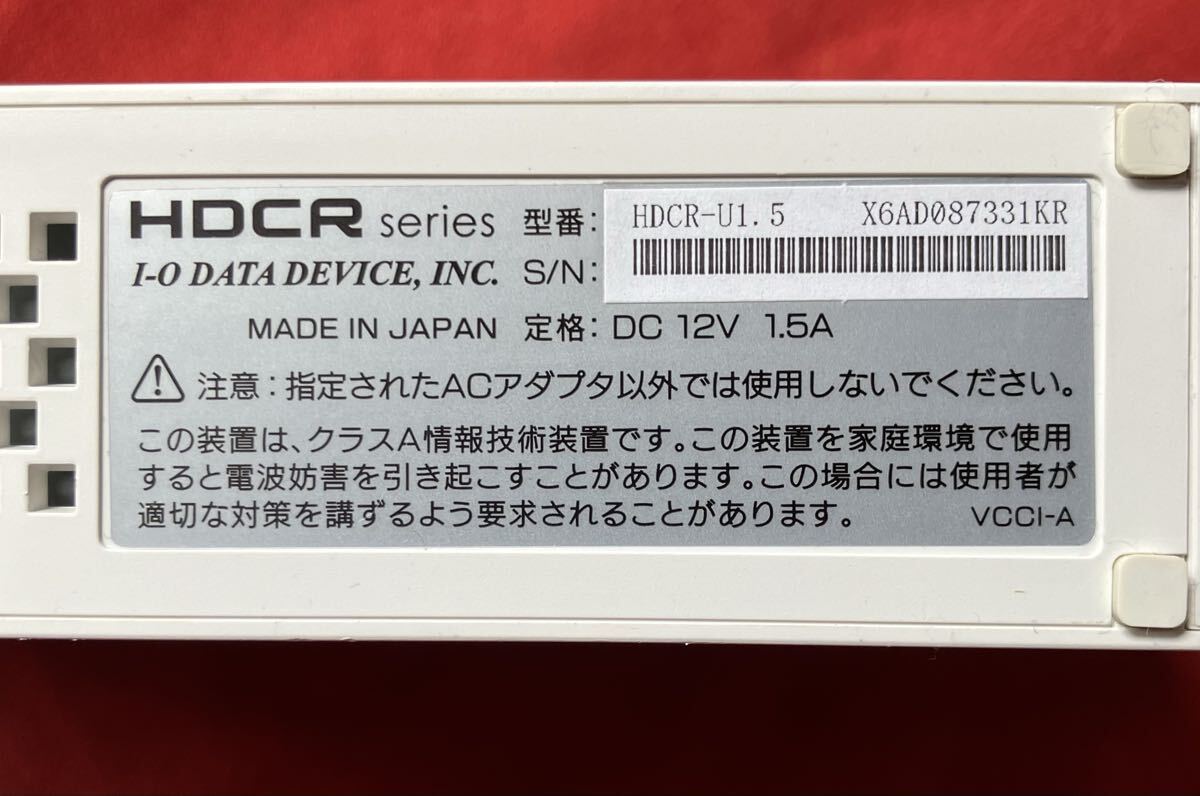 HDCR series 型番: HDCR-U1.5 X6AD087331KR
I-O DATA DEVICE, INC. S/N:
MADE IN JAPAN 定格: DC 12V 1.5A
注意:指定されたACアダプタ以外では使用しないでください。
この装置は、クラスA情報技術装置です。この装置を家庭環境で使用
すると電波妨害を引き起こすことがあります。この場合には使用者が
適切な対策を講ずるよう要求されることがあります。 VCCI-A